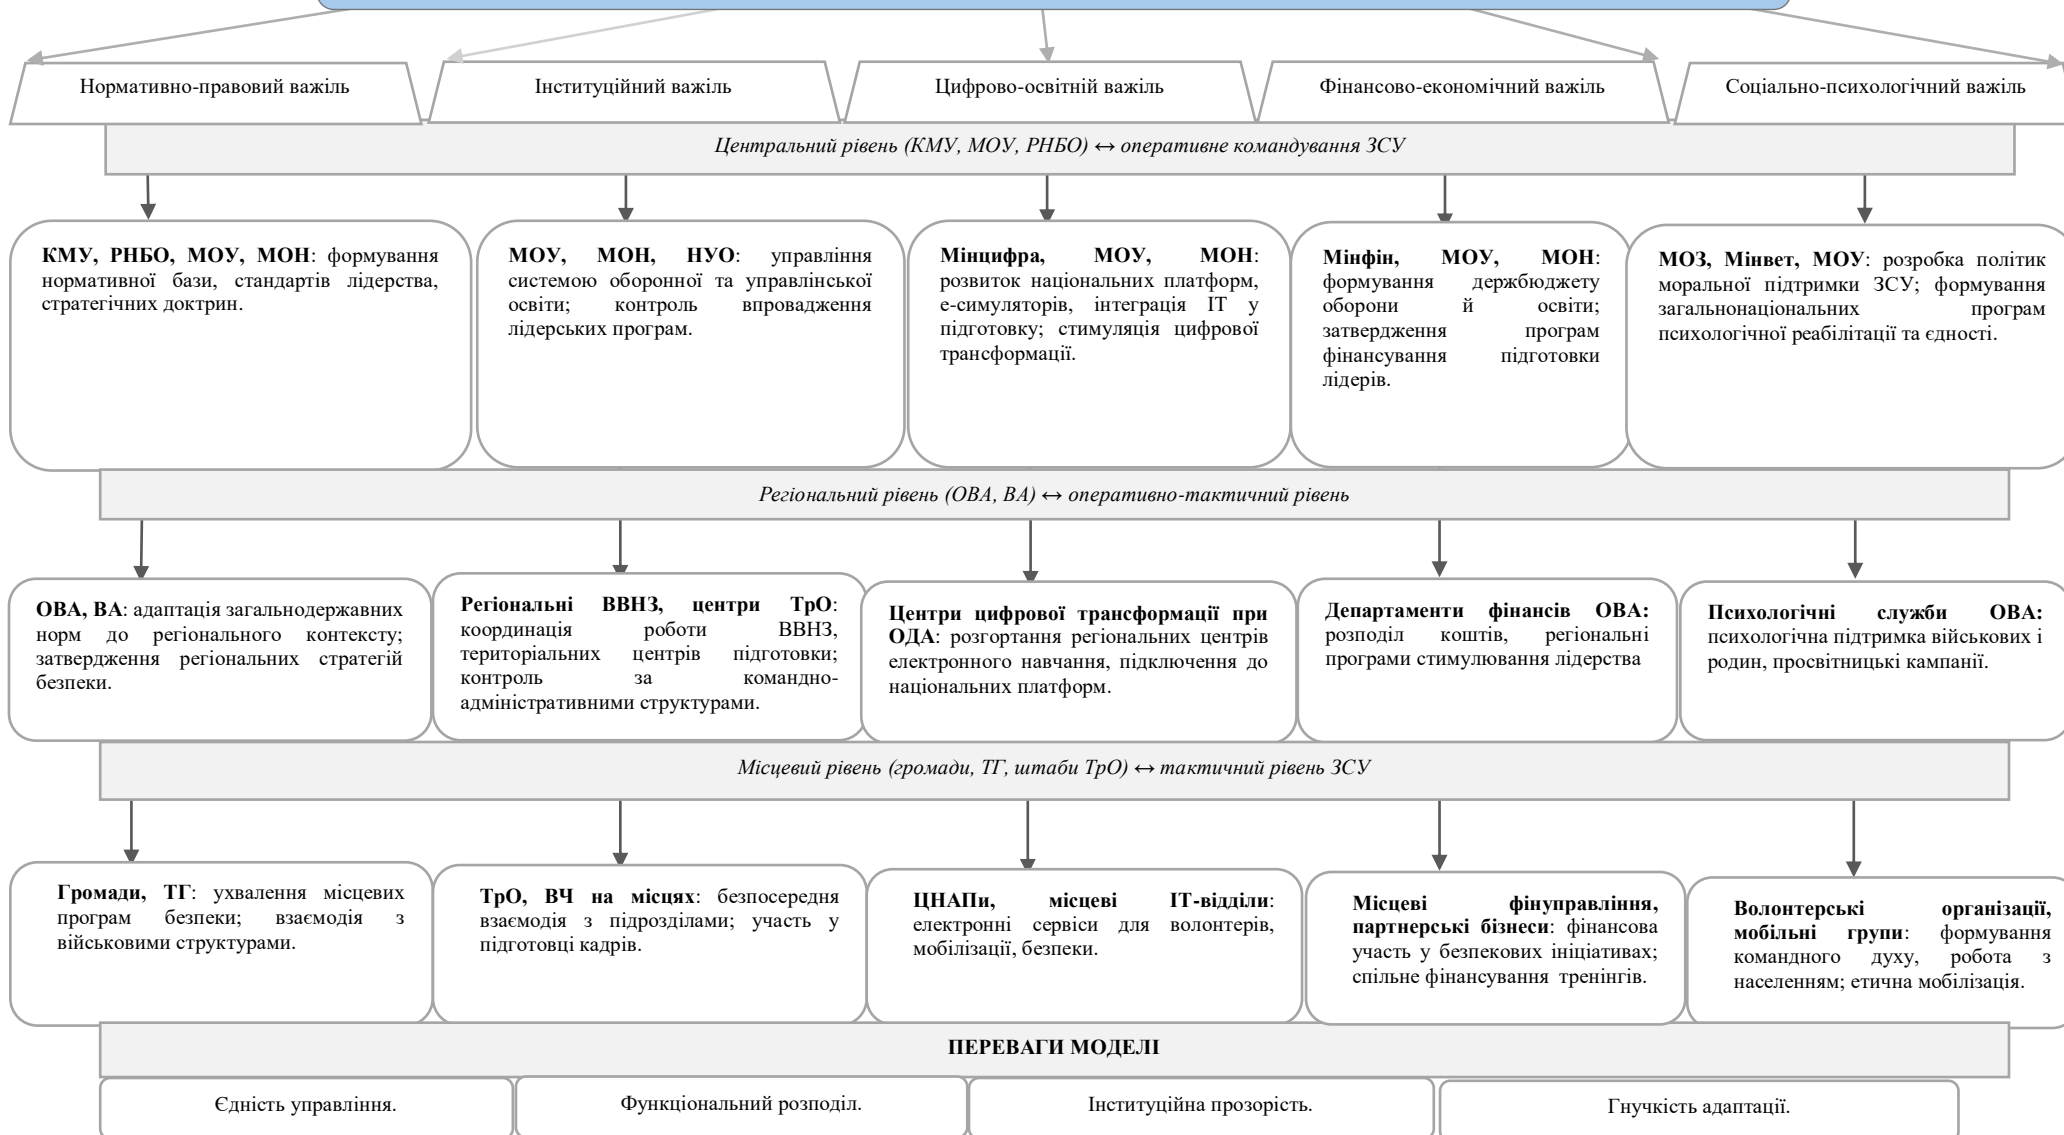 Нормативно-правовий важіль
Інституційний важіль
Цифрово-освітній важіль
Фінансово-економічний важіль
Соціально-психологічний важіль
Центральний рівень (КМУ, МОУ, РНБО) ↔ оперативне командування ЗСУ
КМУ, РНБО, МОУ, МОН: формування
нормативної бази, стандартів лідерства,
стратегічних доктрин.
МОУ, МОН, НУО: управління
системою оборонної та управлінської
освіти; контроль впровадження
лідерських програм.
Мінцифра, МОУ, МОН:
розвиток національних платформ,
е-симуляторів, інтеграція ІТ у
підготовку; стимуляція цифрової
трансформації.
Мінфін, МОУ, МОН:
формування держбюджету
оборони й освіти;
затвердження програм
фінансування підготовки
лідерів.
МОЗ, Мінвет, МОУ: розробка політик
моральної підтримки ЗСУ; формування
загальнонаціональних програм
психологічної реабілітації та єдності.
Регіональний рівень (ОВА, ВА) ↔ оперативно-тактичний рівень
ОВА, ВА: адаптація загальнодержавних
норм до регіонального контексту;
затвердження регіональних стратегій
безпеки.
Регіональні ВВНЗ, центри ТрО:
координація роботи ВВНЗ,
територіальних центрів підготовки;
контроль за командно-
адміністративними структурами.
Центри цифрової трансформації при
ОДА: розгортання регіональних центрів
електронного навчання, підключення до
національних платформ.
Департаменти фінансів ОВА:
розподіл коштів, регіональні
програми стимулювання лідерства
Психологічні служби ОВА:
психологічна підтримка військових і
родин, просвітницькі кампанії.
Місцевий рівень (громади, ТГ, штаби ТрО) ↔ тактичний рівень ЗСУ
Громади, ТГ: ухвалення місцевих
програм безпеки; взаємодія з
військовими структурами.
ТрО, ВЧ на місцях: безпосередня
взаємодія з підрозділами; участь у
підготовці кадрів.
ЦНАПи, місцеві ІТ-відділи:
електронні сервіси для волонтерів,
мобілізації, безпеки.
Місцеві фінуправління,
партнерські бізнеси: фінансова
участь у безпекових ініціативах;
спільне фінансування тренінгів.
Волонтерські організації,
мобільні групи: формування
командного духу, робота з
населенням; етична мобілізація.
ПЕРЕВАГИ МОДЕЛІ
Єдність управління.
Функціональний розподіл.
Інституційна прозорість.
Гнучкість адаптації.